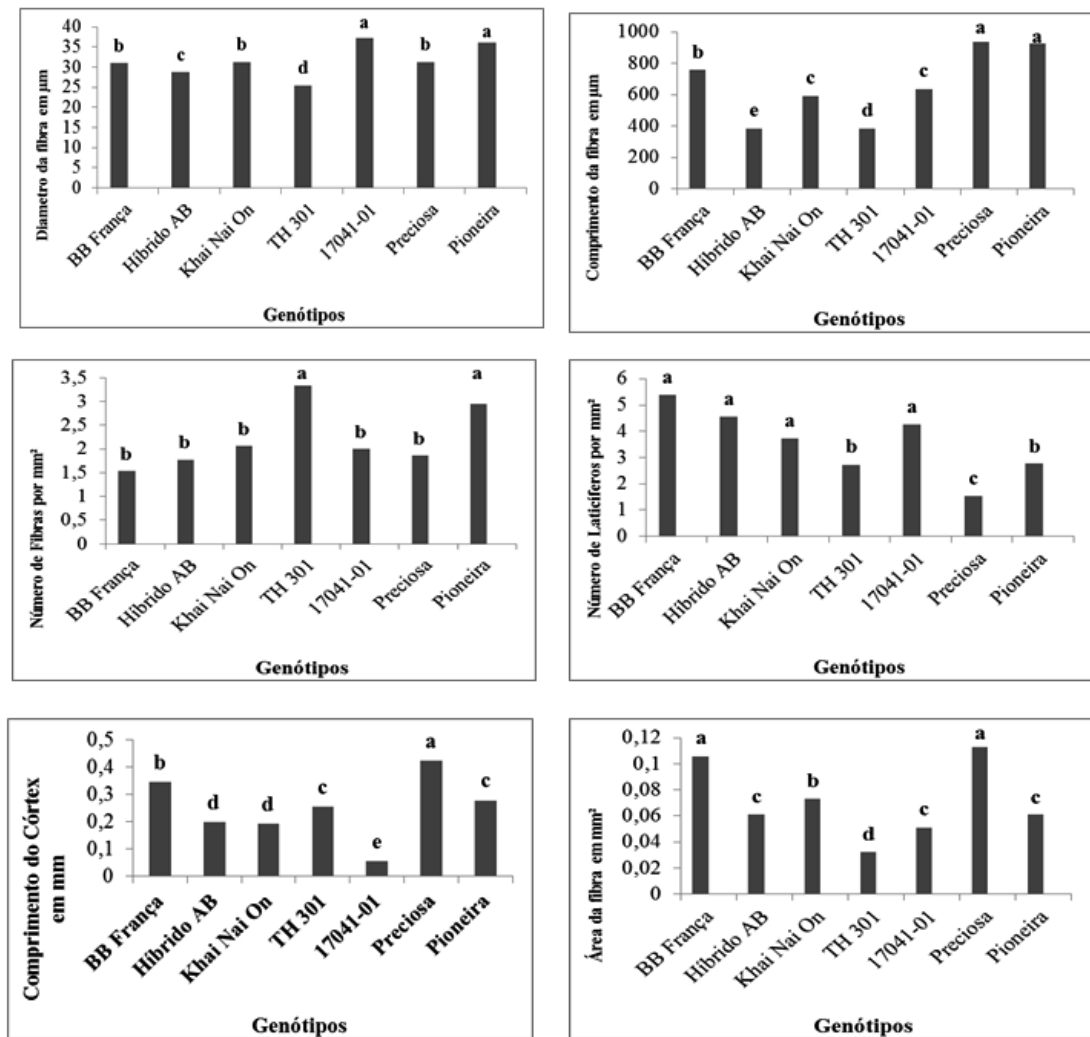 Diametro da fibra em µm
40
35
30
25
20
15
10
5
0
b
c
b
d
a
b
a
BB França
Híbrido AB
Khai Nai On
TH 301
17041-01
Preciosa
Pioneira
Genótipos
Comprimento da fibra em µm
1000
800
600
400
200
0
b
e
c
d
c
a
a
BB França
Híbrido AB
Khai Nai On
TH 301
17041-01
Preciosa
Pioneira
Genótipos
Número de Fibras por mm²
3,5
3
2,5
2
1,5
1
0,5
0
b
b
b
a
b
b
a
BB França
Híbrido AB
Khai Nai On
TH 301
17041-01
Preciosa
Pioneira
Genótipos
Número de Laticíferos por mm²
6
5
4
3
2
1
0
a
a
a
b
a
c
b
BB França
Híbrido AB
Khai Nai On
TH 301
17041-01
Preciosa
Pioneira
Genótipos
Comprimento do Córtex
em mm
0,5
0,4
0,3
0,2
0,1
0
b
d
d
c
e
a
c
BB França
Híbrido AB
Khai Nai On
TH 301
17041-01
Preciosa
Pioneira
Genótipos
Área da fibra em mm²
0,12
0,1
0,08
0,06
0,04
0,02
0
a
c
b
d
c
a
c
BB França
Híbrido AB
Khai Nai On
TH 301
17041-01
Preciosa
Pioneira
Genótipos